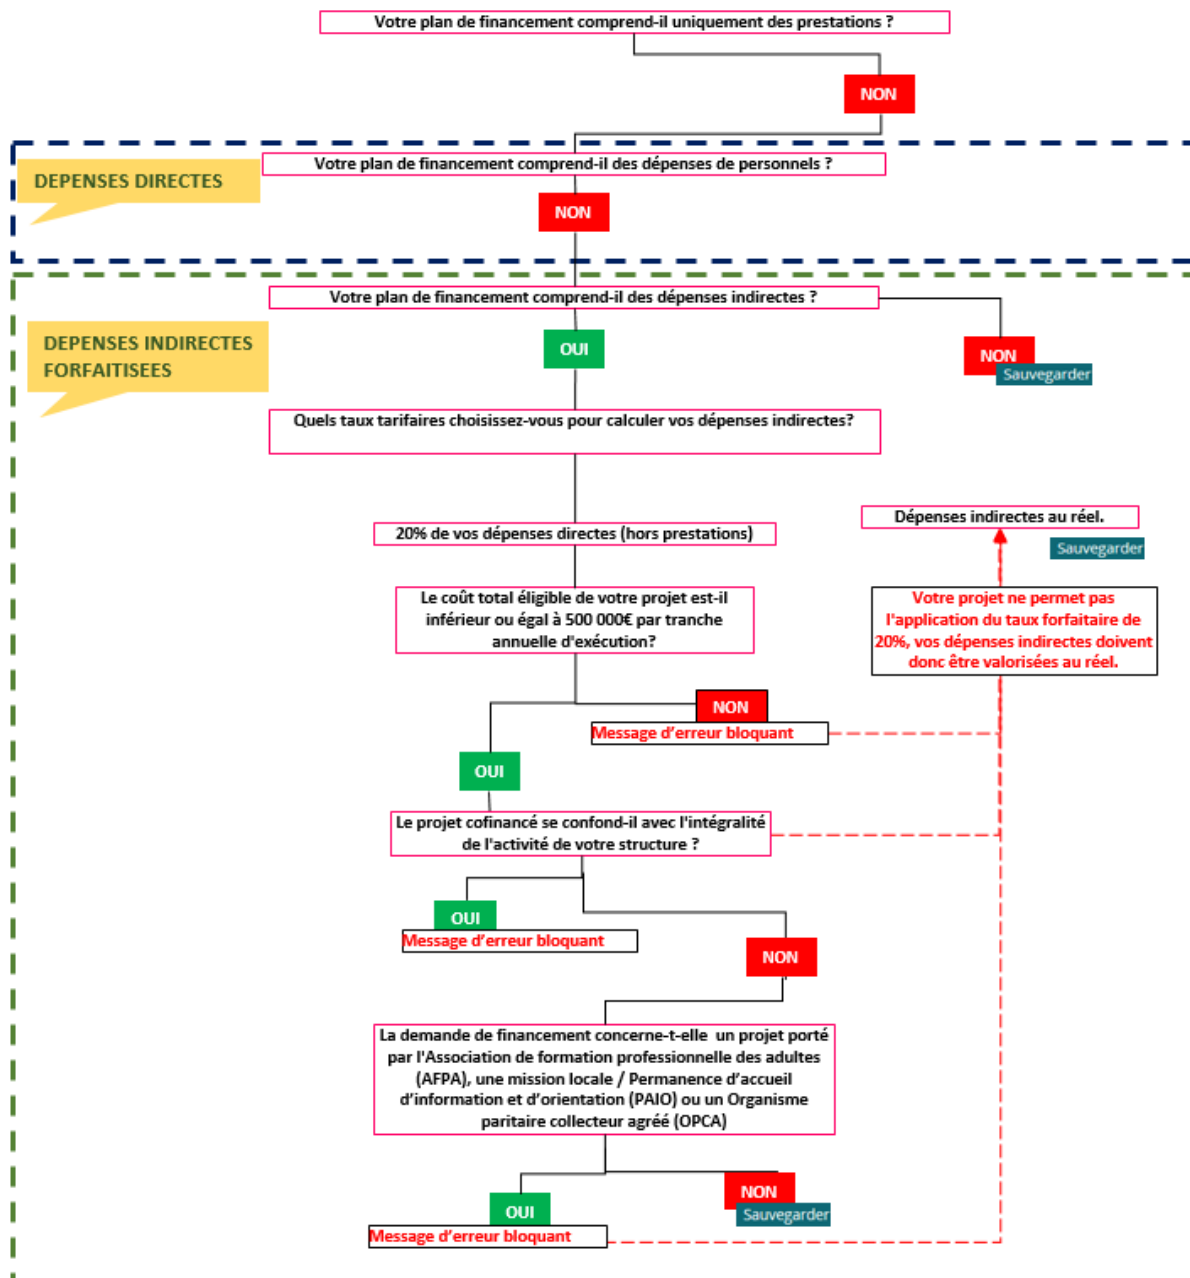 Votre plan de financement comprend-il uniquement des prestations ?
NON
DEPENSES DIRECTES
Votre plan de financement comprend-il des dépenses de personnels ?
NON
Votre plan de financement comprend-il des dépenses indirectes ?
DEPENSES INDIRECTES
FORFAITISEES
OUI
NON
Sauvegarder
Quels taux tarifaires choisissez-vous pour calculer vos dépenses indirectes?
20% de vos dépenses directes (hors prestations)
Dépenses indirectes au réel.
Sauvegarder
Le coût total éligible de votre projet est-il
inférieur ou égal à 500 000€ par tranche
annuelle d'exécution?
Votre projet ne permet pas
l'application du taux forfaitaire de
20%, vos dépenses indirectes doivent
donc être valorisées au réel.
NON
Message d'erreur bloquant
OUI
Le projet cofinancé se confond-il avec l'intégralité
de l'activité de votre structure ?
OUI
Message d'erreur bloquant
NON
La demande de financement concerne-t-elle un projet porté
par l'Association de formation professionnelle des adultes
(AFPA), une mission locale / Permanence d'accueil
d'information et d'orientation (PAIO) ou un Organisme
paritaire collecteur agréé (OPCA)
OUI
Message d'erreur bloquant
NON
Sauvegarder